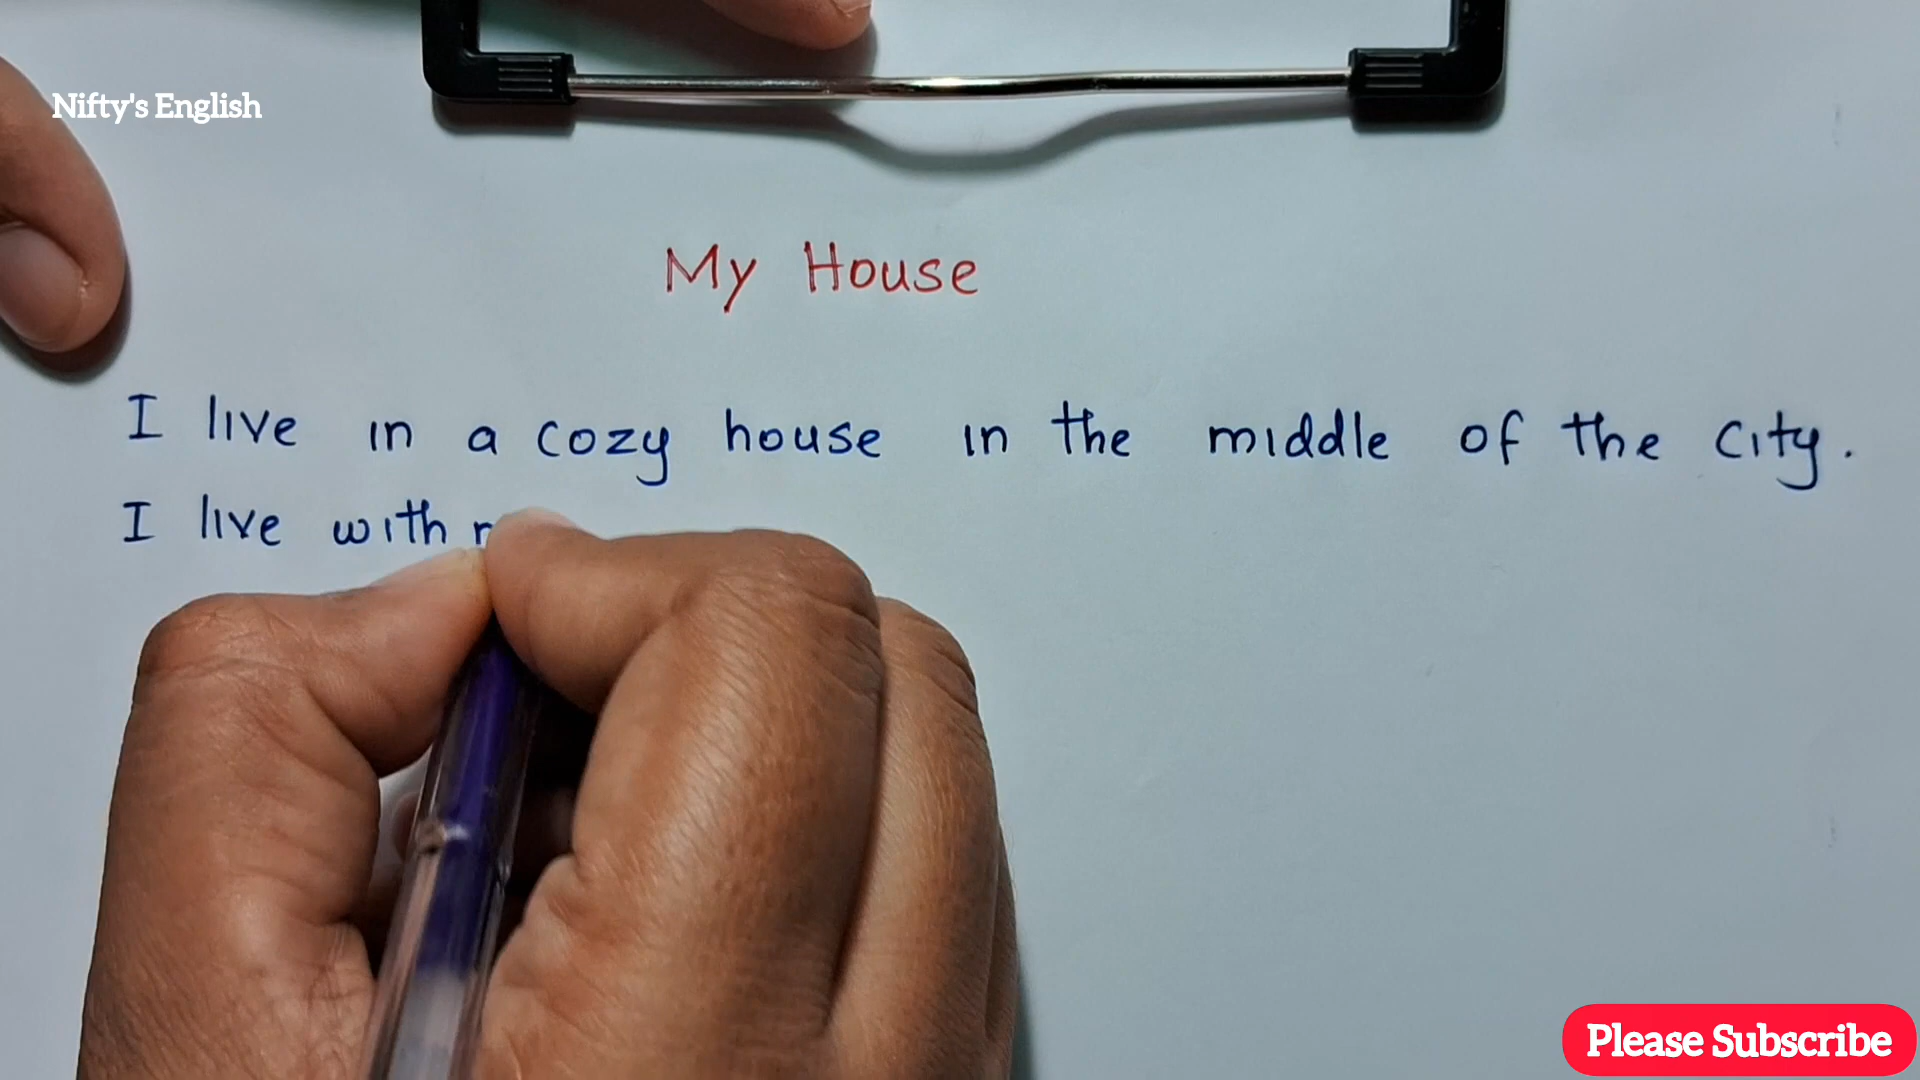 Nifty's English
My House
I live in a cozy house in the middle of the city.
I live with
Please Subscribe